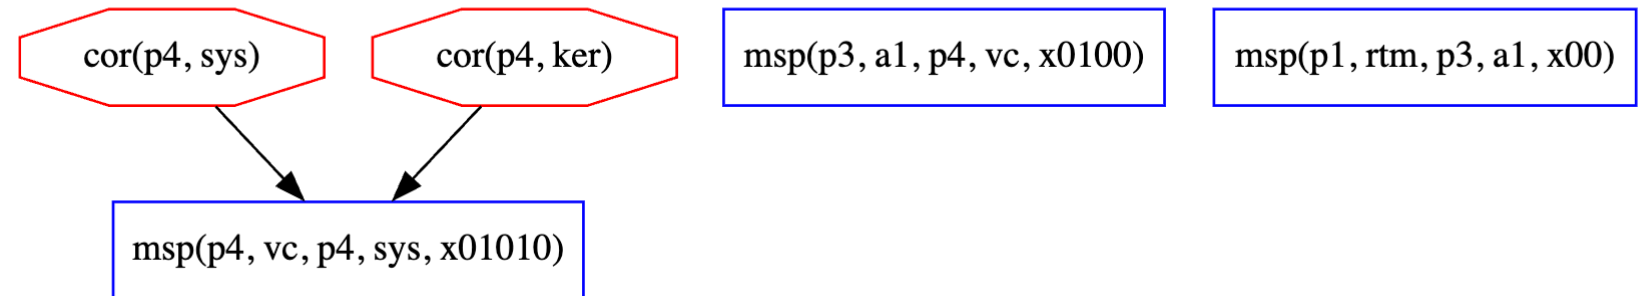 cor(p4, sys)
cor(p4, ker)
msp(p3, a1, p4, vc, x0100)
msp(p1, rtm, p3, a1, x00)
msp(p4, vc, p4, sys, x01010)